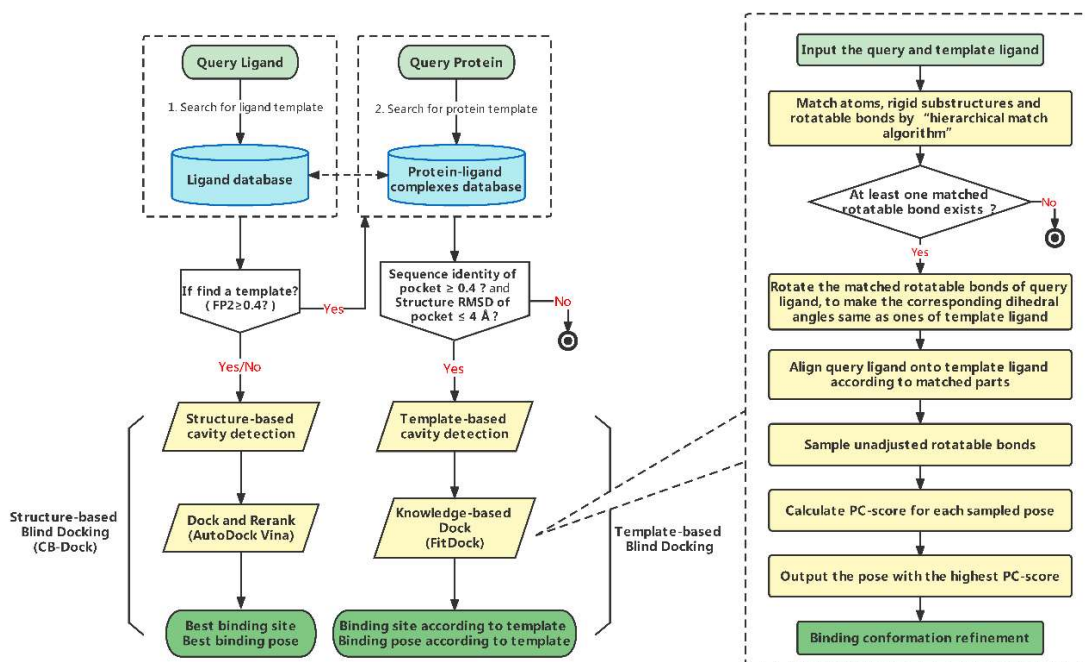 Query Ligand
1. Search for ligand template
Ligand database
If find a template?
( FP2≥0.4? )
Yes
Yes/No
Structure-based
cavity detection
Dock and Rerank
(AutoDock Vina)
Best binding site
Best binding pose
Structure-based
Blind Docking
(CB-Dock)
Query Protein
2. Search for protein template
Protein-ligand
complexes database
Sequence identity of
pocket ≥ 0.4 ? and
Structure RMSD of
pocket ≤ 4 Å ?
No
Yes
Template-based
cavity detection
Knowledge-based
Dock
(FitDock)
Binding site according to template
Binding pose according to template
Template-based
Blind Docking
Input the query and template ligand
Match atoms, rigid substructures and
rotatable bonds by “hierarchical match
algorithm”
At least one matched
rotatable bond exists ?
No
Yes
Rotate the matched rotatable bonds of query
ligand, to make the corresponding dihedral
angles same as ones of template ligand
Align query ligand onto template ligand
according to matched parts
Sample unadjusted rotatable bonds
Calculate PC-score for each sampled pose
Output the pose with the highest PC-score
Binding conformation refinement